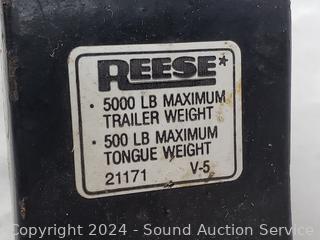 REESE*
• 5000 LB MAXIMUM
TRAILER WEIGHT
• 500 LB MAXIMUM
TONGUE WEIGHT
21171 V-5
Copyright 2024 - Sound Auction Service